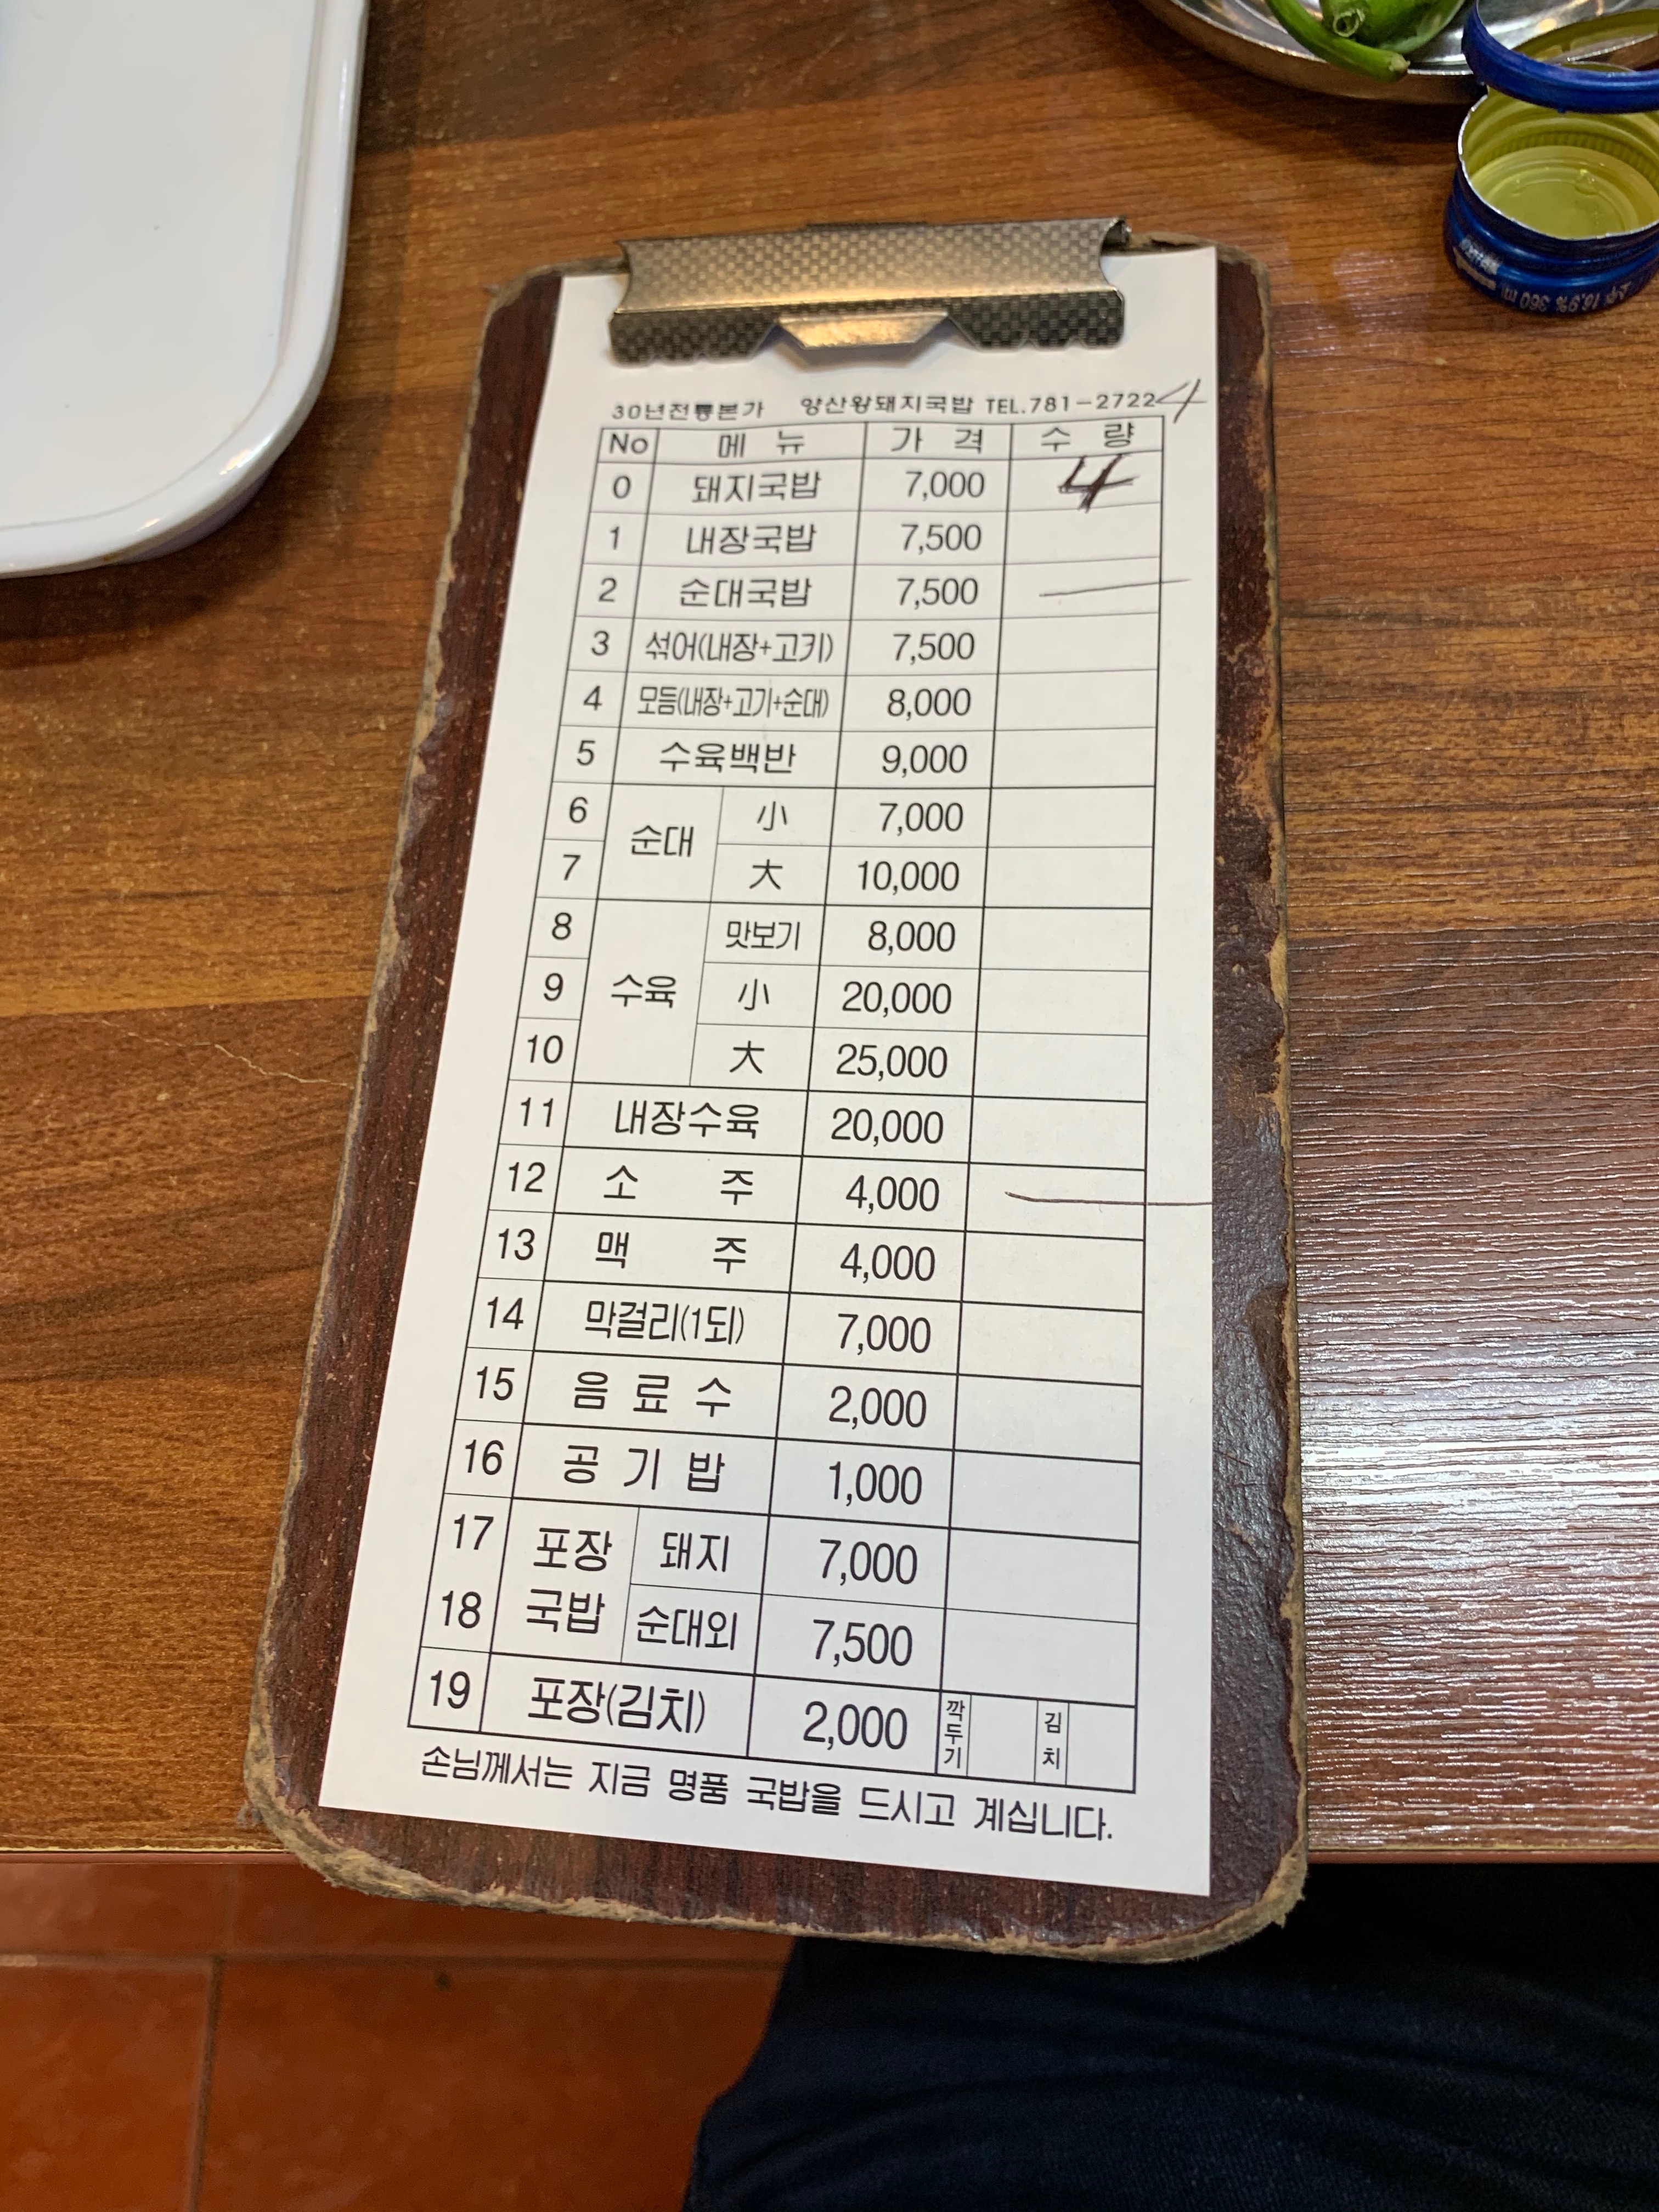 30년전통본가 양산왕돼지국밥 TEL.781-2722 4
No 메 뉴 가 격 수 량
0 돼지국밥 7,000 4
1 내장국밥 7,500
2 순대국밥 7,500 —
3 섞어(내장+고키) 7,500
4 모듬(내장+고기+순대) 8,000
5 수육백반 9,000
6 순대 小 7,000
7 大 10,000
8 수육 맛보기 8,000
9 小 20,000
10 大 25,000
11 내장수육 20,000
12 소 주 4,000 —
13 맥 주 4,000
14 막걸리(1되) 7,000
15 음 료 수 2,000
16 공 기 밥 1,000
17 포장 돼지 7,000
18 국밥 순대외 7,500
19 포장(김치) 2,000 깍두기 김치
손님께서는 지금 명품 국밥을 드시고 계십니다.
소주 16.9% 360 ml